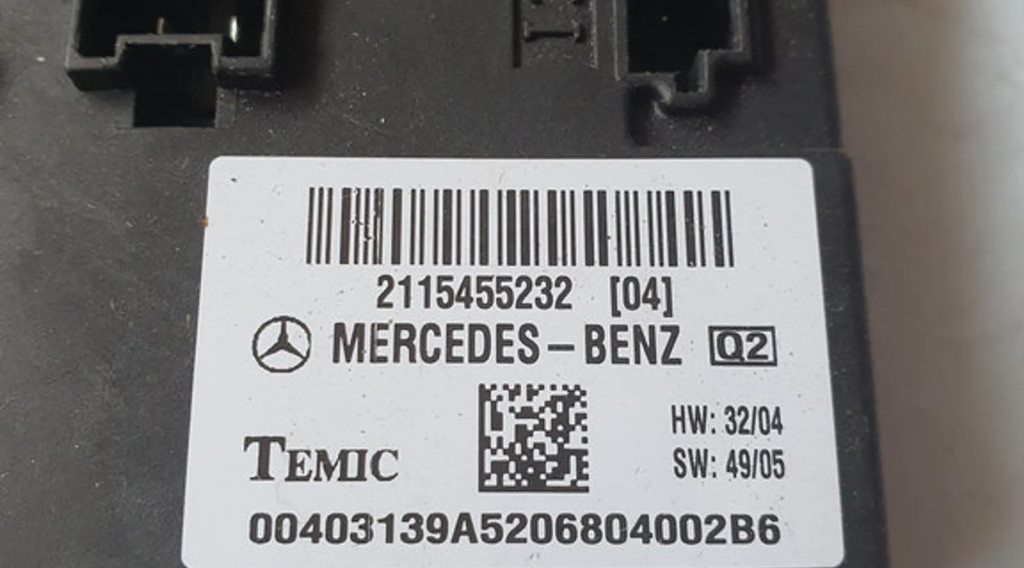 2115455232 [04]
MERCEDES-BENZ Q2
HW: 32/04
TEMIC
SW: 49/05
00403139A5206804002B6